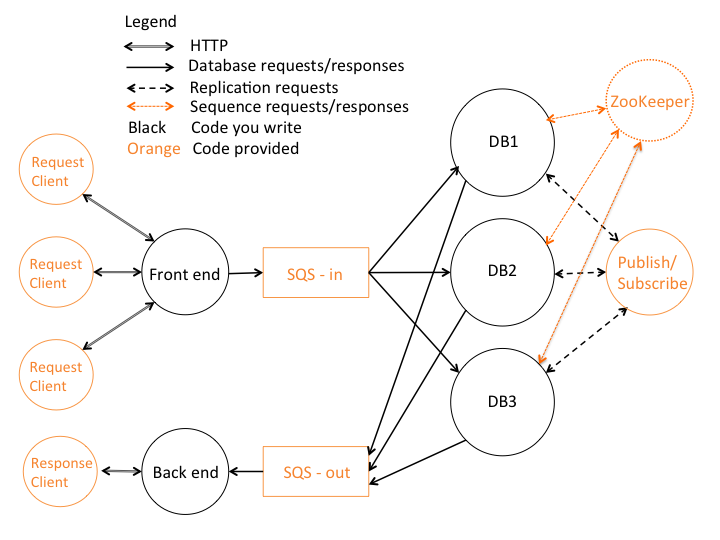 Legend
HTTP
Database requests/responses
Replication requests
Sequence requests/responses
Black Code you write
Orange Code provided
Request
Client
Request
Client
Request
Client
Front end
SQS - in
DB1
DB2
DB3
ZooKeeper
Publish/
Subscribe
Response
Client
Back end
SQS - out